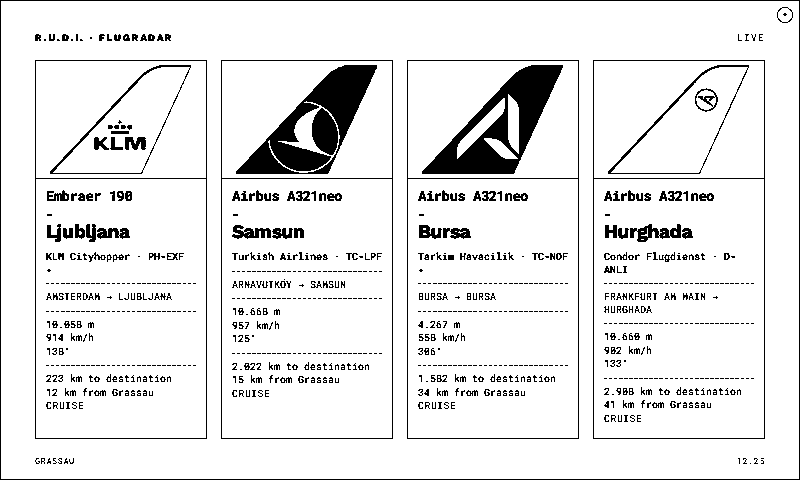 R.U.D.I. · FLUGRADAR
LIVE
KLM
Embraer 190
–
Ljubljana
KLM Cityhopper · PH-EXF
•
AMSTERDAM → LJUBLJANA
10.058 m
914 km/h
138°
223 km to destination
12 km from Grassau
CRUISE
Airbus A321neo
–
Samsun
Turkish Airlines · TC-LPF
ARNAVUTKÖY → SAMSUN
10.668 m
957 km/h
125°
2.022 km to destination
15 km from Grassau
CRUISE
Airbus A321neo
–
Bursa
Tarkim Havacilik · TC-NOF
•
BURSA → BURSA
4.267 m
558 km/h
306°
1.502 km to destination
34 km from Grassau
CRUISE
Airbus A321neo
–
Hurghada
Condor Flugdienst · D-
ANLI
FRANKFURT AM MAIN →
HURGHADA
10.660 m
902 km/h
133°
2.908 km to destination
41 km from Grassau
CRUISE
GRASSAU
12.25